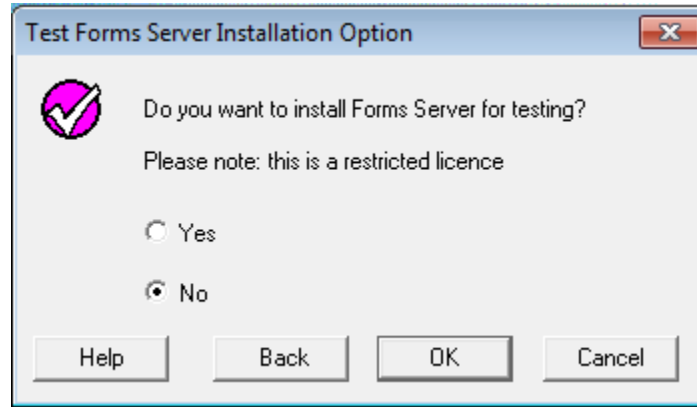 Test Forms Server Installation Option
Do you want to install Forms Server for testing?
Please note: this is a restricted licence
Yes
No
Help Back OK Cancel